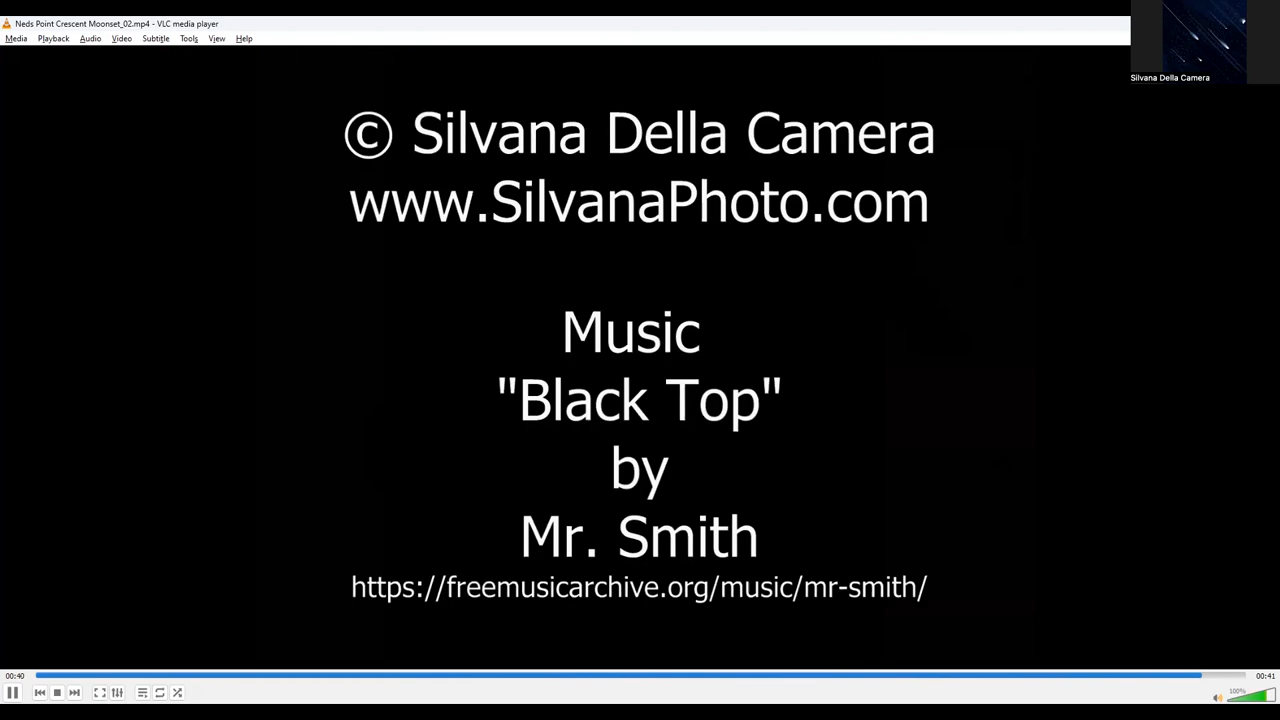 Neds Point Crescent Moonset_02.mp4 - VLC media player
Media Playback Audio Video Subtitle Tools View Help
Silvana Della Camera
© Silvana Della Camera
www.SilvanaPhoto.com
Music
"Black Top"
by
Mr. Smith
https://freemusicarchive.org/music/mr-smith/
00:40
00:41
100%